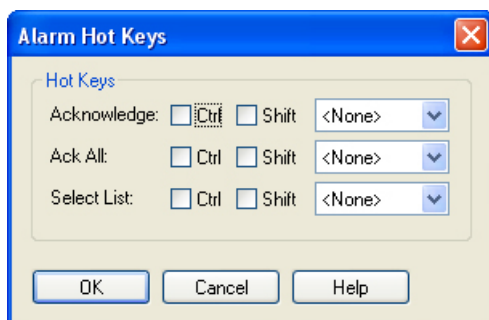 Alarm Hot Keys
Hot Keys
Acknowledge: Ctrl Shift <None>
Ack All: Ctrl Shift <None>
Select List: Ctrl Shift <None>
OK Cancel Help